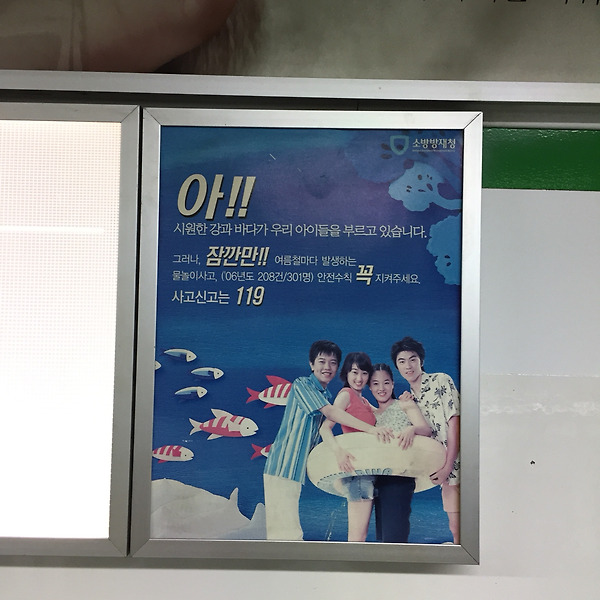 소방방재청
아!!
시원한 강과 바다가 우리 아이들을 부르고 있습니다.
그러나, 잠깐만!! 여름철마다 발생하는
물놀이사고, ('06년도 208건/301명) 안전수칙 꼭 지켜주세요.
사고신고는 119